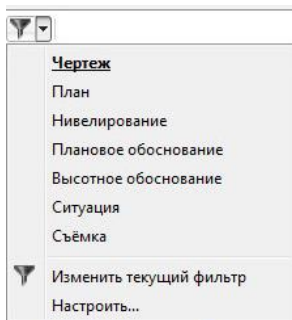 Чертеж
План
Нивелирование
Плановое обоснование
Высотное обоснование
Ситуация
Съёмка
Изменить текущий фильтр
Настроить...